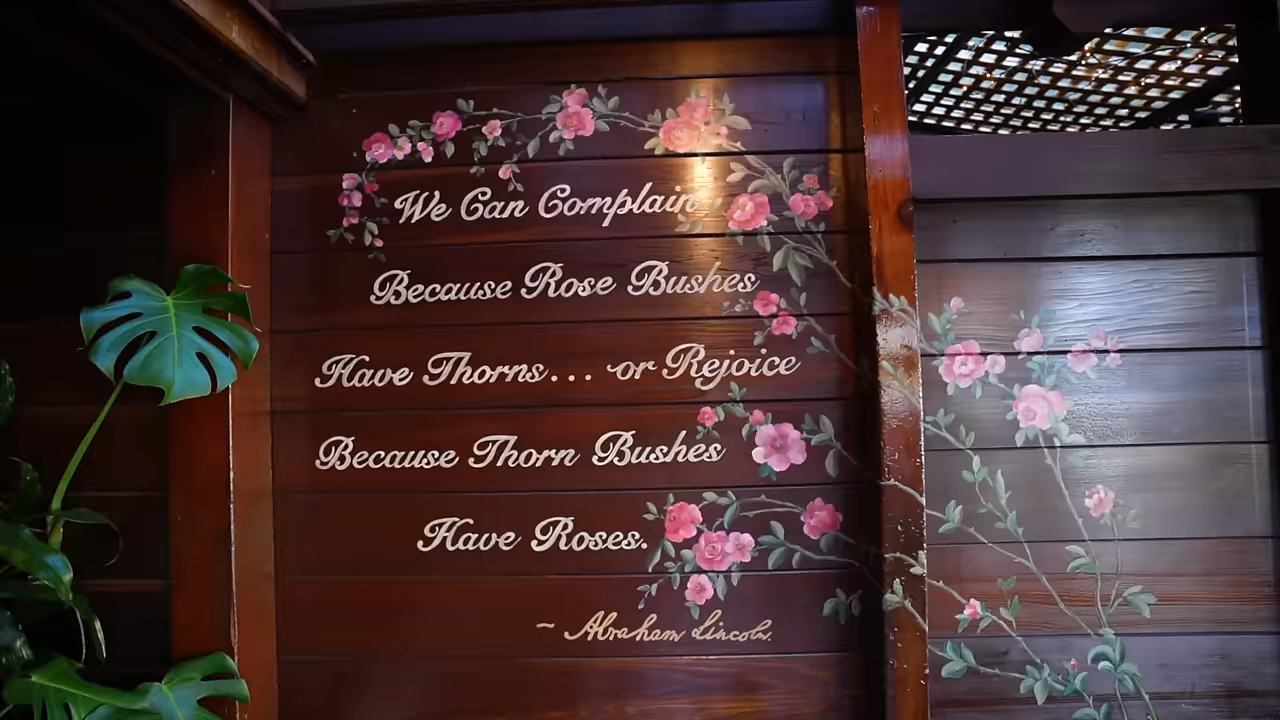 We Can Complain
Because Rose Bushes
Have Thorns... or Rejoice
Because Thorn Bushes
Have Roses.
~ Abraham Lincoln.